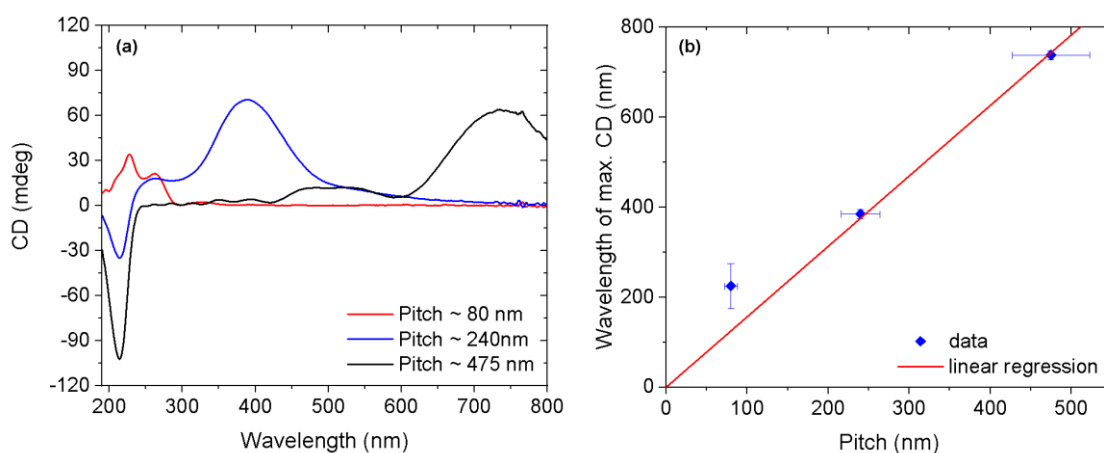 (a)
CD (mdeg)
120
90
60
30
0
-30
-60
-90
-120
Pitch ~ 80 nm
Pitch ~ 240nm
Pitch ~ 475 nm
200 300 400 500 600 700 800
Wavelength (nm)
(b)
Wavelength of max. CD (nm)
800
600
400
200
0
data
linear regression
0 100 200 300 400 500
Pitch (nm)